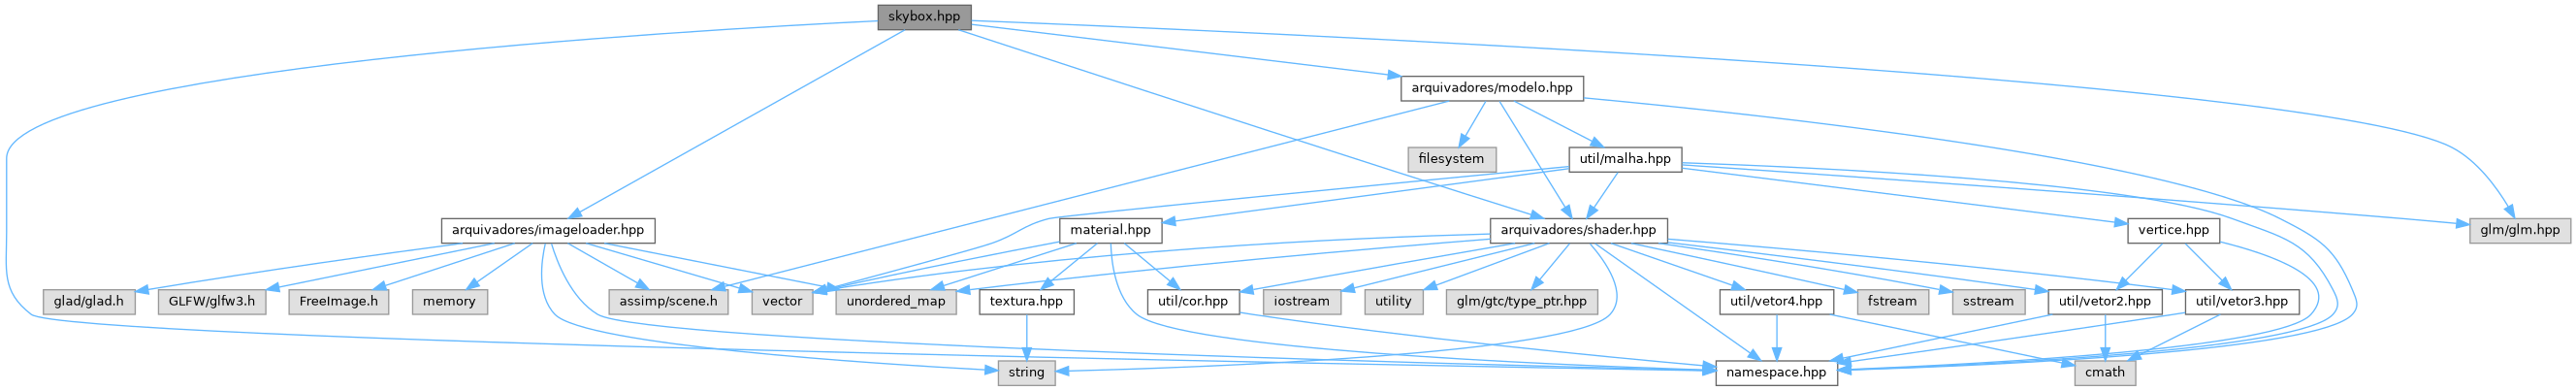 skybox.hpp
arquivadores/modelo.hpp
filesystem
util/malha.hpp
arquivadores/imageloader.hpp
material.hpp
arquivadores/shader.hpp
vertice.hpp
glm/glm.hpp
glad/glad.h
GLFW/glfw3.h
FreeImage.h
memory
assimp/scene.h
vector
unordered_map
textura.hpp
util/cor.hpp
iostream
utility
glm/gtc/type_ptr.hpp
util/vetor4.hpp
fstream
sstream
util/vetor2.hpp
util/vetor3.hpp
string
namespace.hpp
cmath